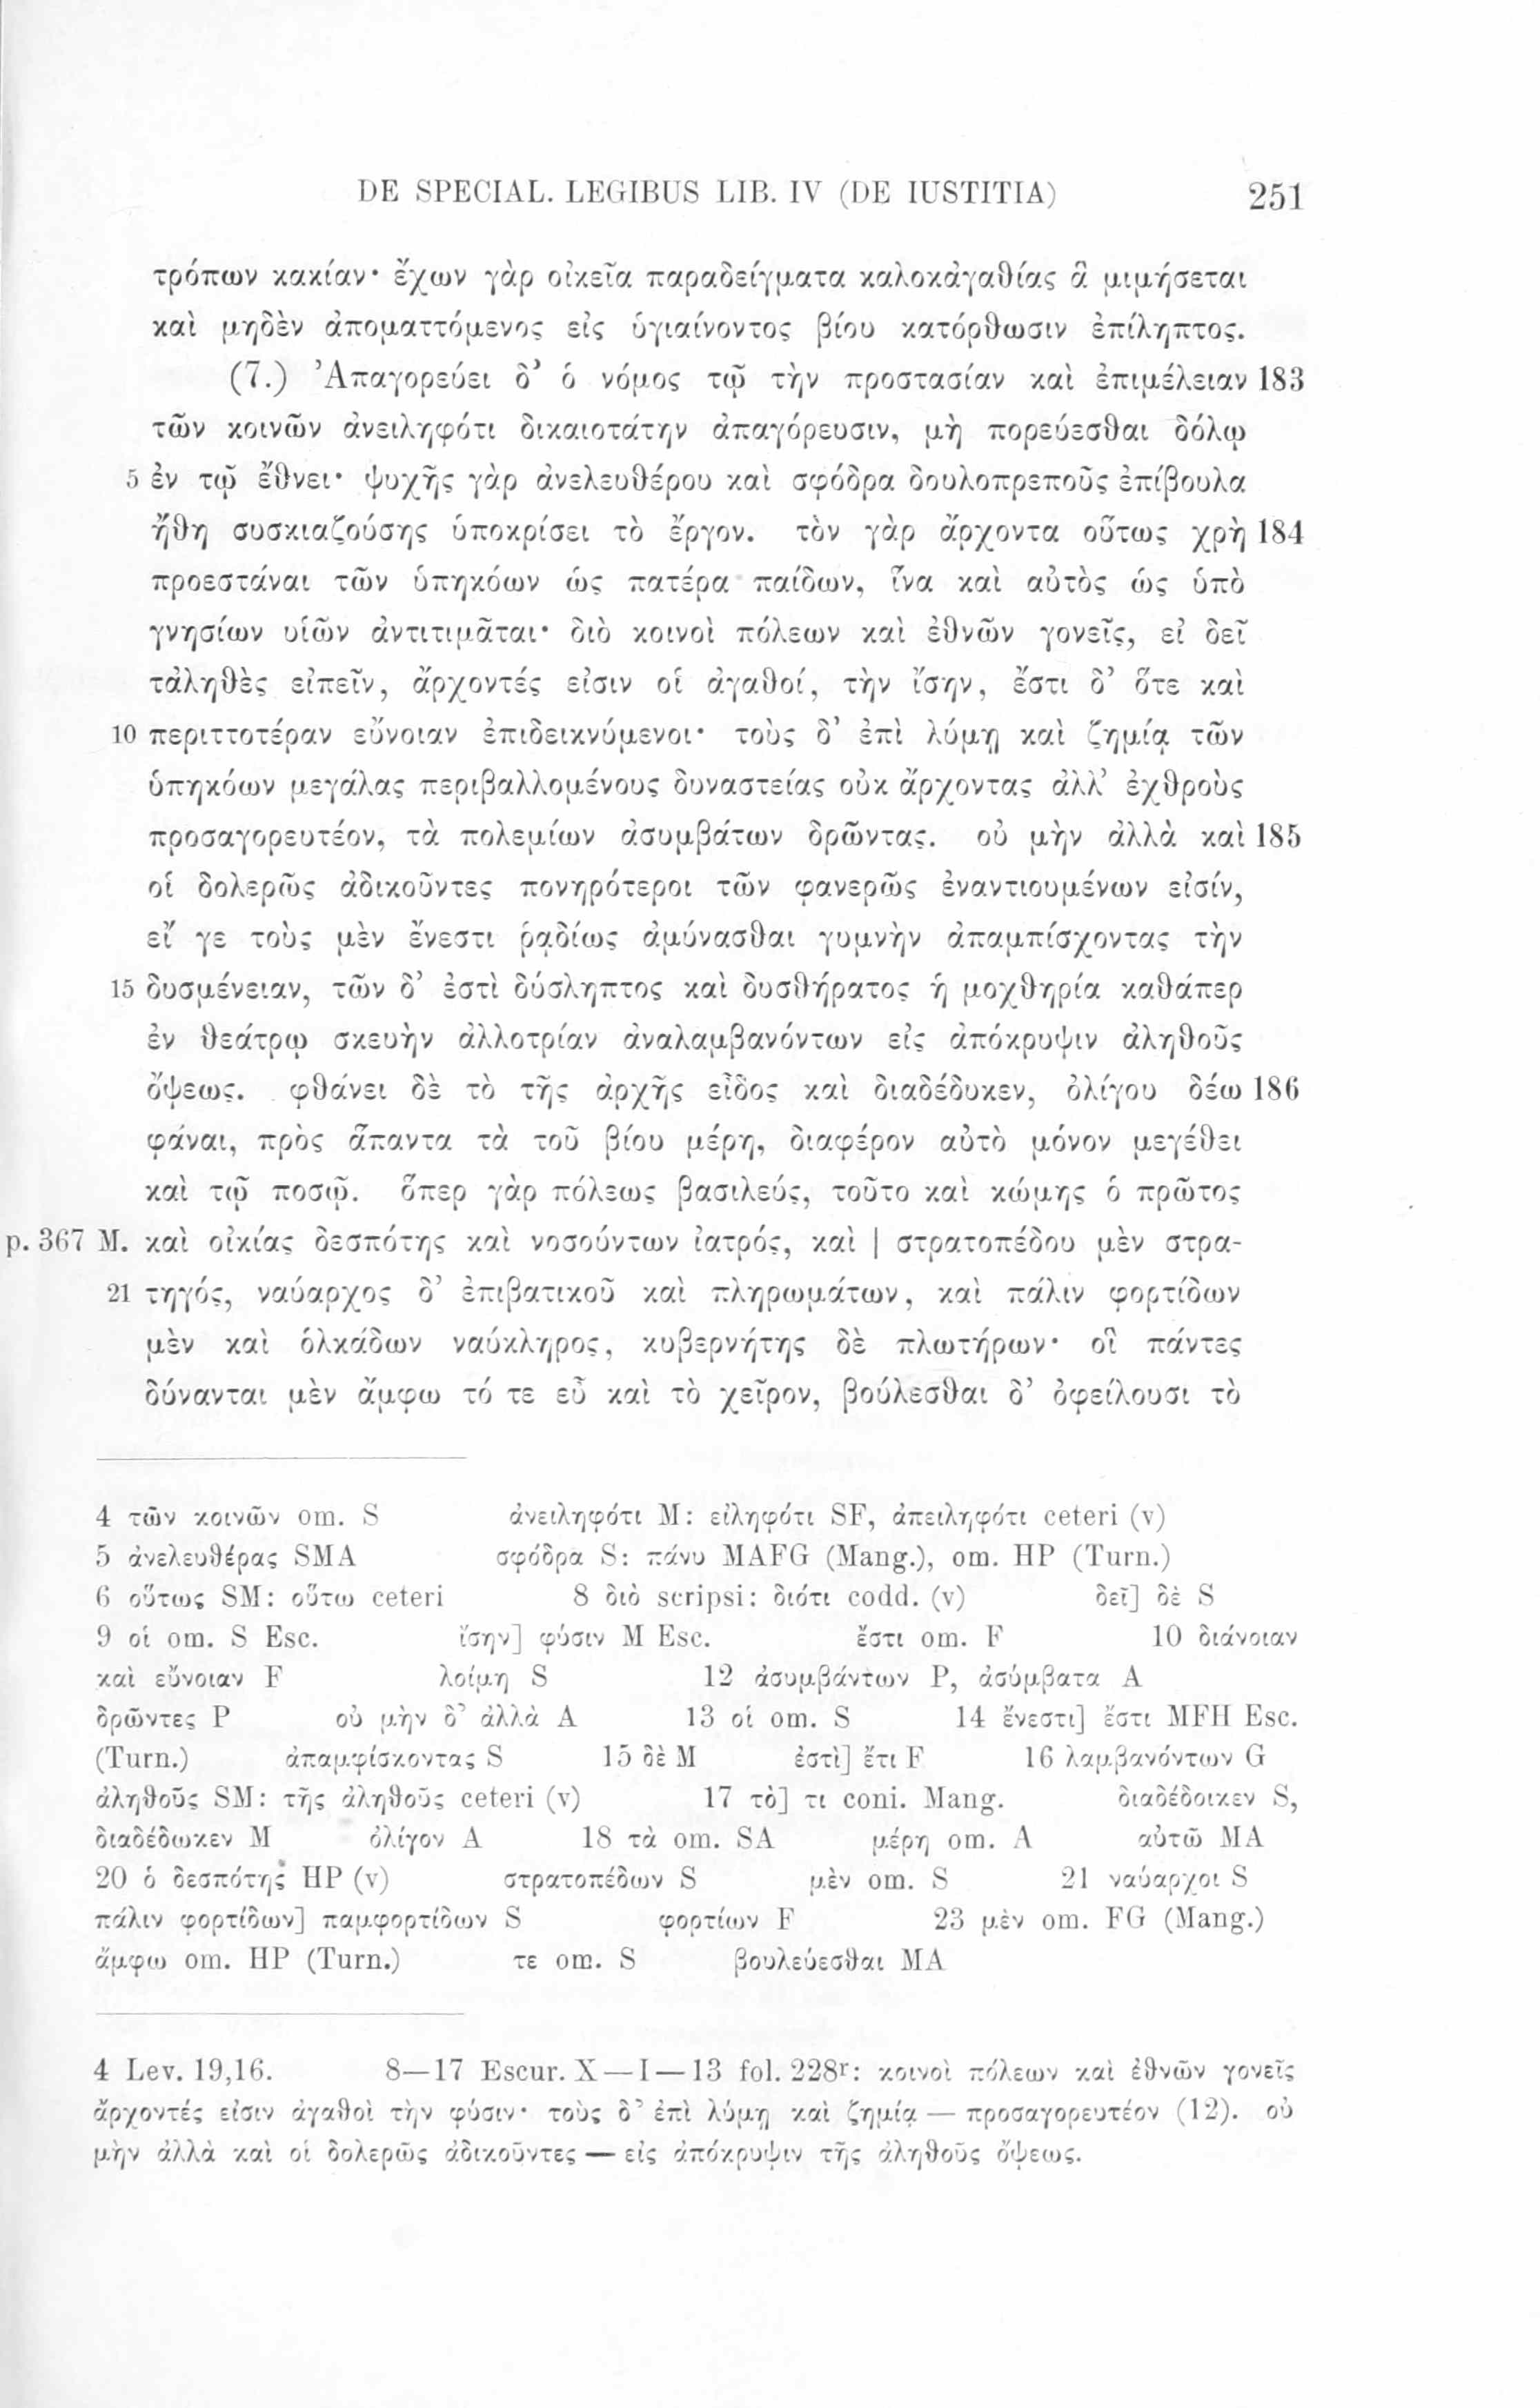 DE SPECIAL. LEGIBUS LIB. IV (DE IUSTITIA) 251
τρόπων κακίαν· ἔχων γὰρ οἰκεῖα παραδείγματα καλοκἀγαθίας ἃ μιμήσεται
καὶ μηδὲν ἀποματτόμενος εἰς ὑγιαίνοντος βίου κατόρθωσιν ἐπίληπτος.
(7.) Ἀπαγορεύει δ’ ὁ νόμος τῷ τὴν προστασίαν καὶ ἐπιμέλειαν 183
τῶν κοινῶν ἀνειληφότι δικαιοτάτην ἀπαγόρευσιν, μὴ πορεύεσθαι δόλῳ
5 ἐν τῷ ἔθνει· ψυχῆς γὰρ ἀνελευθέρου καὶ σφόδρα δουλοπρεποῦς ἐπίβουλα
ἤθη συσκιαζούσης ὑποκρίσει τὸ ἔργον. τὸν γὰρ ἄρχοντα οὕτως χρὴ 184
προεστάναι τῶν ὑπηκόων ὡς πατέρα παίδων, ἵνα καὶ αὐτὸς ὡς ὑπὸ
γνησίων υἱῶν ἀντιτιμᾶται· διὸ κοινοὶ πόλεων καὶ ἐθνῶν γονεῖς, εἰ δεῖ
τἀληθὲς εἰπεῖν, ἄρχοντές εἰσιν οἱ ἀγαθοί, τὴν ἴσην, ἔστι δ’ ὅτε καὶ
10 περιττοτέραν εὔνοιαν ἐπιδεικνύμενοι· τοὺς δ’ ἐπὶ λύμῃ καὶ ζημίᾳ τῶν
ὑπηκόων μεγάλας περιβαλλομένους δυναστείας οὐκ ἄρχοντας ἀλλ’ ἐχθροὺς
προσαγορευτέον, τὰ πολεμίων ἀσυμβάτων δρῶντας. οὐ μὴν ἀλλὰ καὶ 185
οἱ δολερῶς ἀδικοῦντες πονηρότεροι τῶν φανερῶς ἐναντιουμένων εἰσίν,
εἴ γε τοὺς μὲν ἔνεστι ῥᾳδίως ἀμύνασθαι γυμνὴν ἀπαμπίσχοντας τὴν
15 δυσμένειαν, τῶν δ’ ἐστὶ δύσληπτος καὶ δυσθήρατος ἡ μοχθηρία καθάπερ
ἐν θεάτρῳ σκευὴν ἀλλοτρίαν ἀναλαμβανόντων εἰς ἀπόκρυψιν ἀληθοῦς
ὄψεως. φθάνει δὲ τὸ τῆς ἀρχῆς εἶδος καὶ διαδέδυκεν, ὀλίγου δέω 186
φάναι, πρὸς ἅπαντα τὰ τοῦ βίου μέρη, διαφέρον αὐτὸ μόνον μεγέθει
καὶ τῷ ποσῷ. ὅπερ γὰρ πόλεως βασιλεύς, τοῦτο καὶ κώμης ὁ πρῶτος
p. 367 M. καὶ οἰκίας δεσπότης καὶ νοσούντων ἰατρός, καὶ | στρατοπέδου μὲν στρα-
21 τηγός, ναύαρχος δ’ ἐπιβατικοῦ καὶ πληρωμάτων, καὶ πάλιν φορτίδων
μὲν καὶ ὁλκάδων ναύκληρος, κυβερνήτης δὲ πλωτήρων· οἳ πάντες
δύνανται μὲν ἄμφω τό τε εὖ καὶ τὸ χεῖρον, βούλεσθαι δ’ ὀφείλουσι τὸ
4 τῶν κοινῶν om. S ἀνειληφότι M: εἰληφότι SF, ἀπειληφότι ceteri (v)
5 ἀνελευθέρας SMA σφόδρα S: πάνυ MAFG (Mang.), om. HP (Turn.)
6 οὕτως SM: οὕτω ceteri 8 διὸ scripsi: διότι codd. (v) δεῖ] δὲ S
9 οἱ om. S Esc. ἴσην] φύσιν M Esc. ἔστι om. F 10 διάνοιαν
καὶ εὔνοιαν F λοίμη S 12 ἀσυμβάντων P, ἀσύμβατα A
δρῶντες P οὐ μὴν δ’ ἀλλὰ A 13 οἱ om. S 14 ἔνεστι] ἔστι MFH Esc.
(Turn.) ἀπαμφίσκοντας S 15 δὲ M ἐστὶ] ἔτι F 16 λαμβανόντων G
ἀληθοῦς SM: τῆς ἀληθοῦς ceteri (v) 17 τὸ] τι coni. Mang. διαδέδοικεν S,
διαδέδωκεν M ὀλίγον A 18 τὰ om. SA μέρη om. A αὐτῶ MA
20 ὁ δεσπότης HP (v) στρατοπέδων S μὲν om. S 21 ναύαρχοι S
πάλιν φορτίδων] παμφορτίδων S φορτίων F 23 μὲν om. FG (Mang.)
ἄμφω om. HP (Turn.) τε om. S βουλεύεσθαι MA
4 Lev. 19,16. 8—17 Escur. X—I—13 fol. 228r: κοινοὶ πόλεων καὶ ἐθνῶν γονεῖς
ἄρχοντές εἰσιν ἀγαθοὶ τὴν φύσιν· τοὺς δ’ ἐπὶ λύμῃ καὶ ζημίᾳ — προσαγορευτέον (12). οὐ
μὴν ἀλλὰ καὶ οἱ δολερῶς ἀδικοῦντες — εἰς ἀπόκρυψιν τῆς ἀληθοῦς ὄψεως.